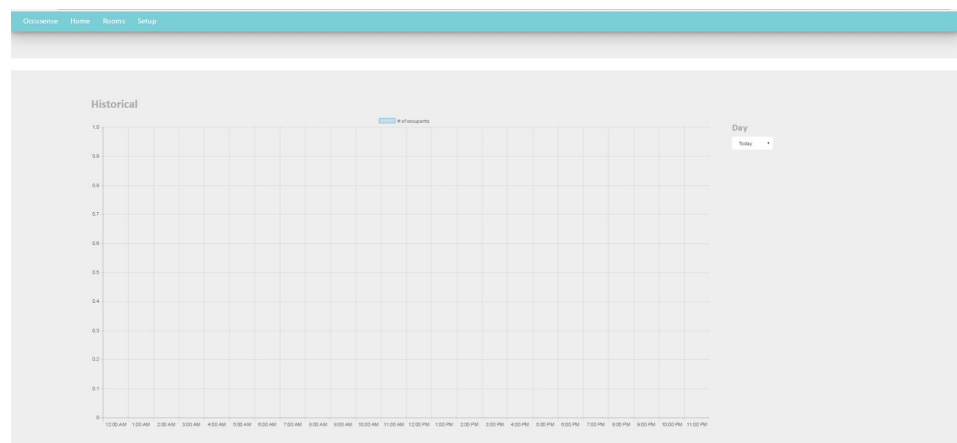 Occusense Home Rooms Setup
Historical
# of occupants
Day
Today
1.0
0.9
0.8
0.7
0.6
0.5
0.4
0.3
0.2
0.1
0
12:00 AM 1:00 AM 2:00 AM 3:00 AM 4:00 AM 5:00 AM 6:00 AM 7:00 AM 8:00 AM 9:00 AM 10:00 AM 11:00 AM 12:00 PM 1:00 PM 2:00 PM 3:00 PM 4:00 PM 5:00 PM 6:00 PM 7:00 PM 8:00 PM 9:00 PM 10:00 PM 11:00 PM